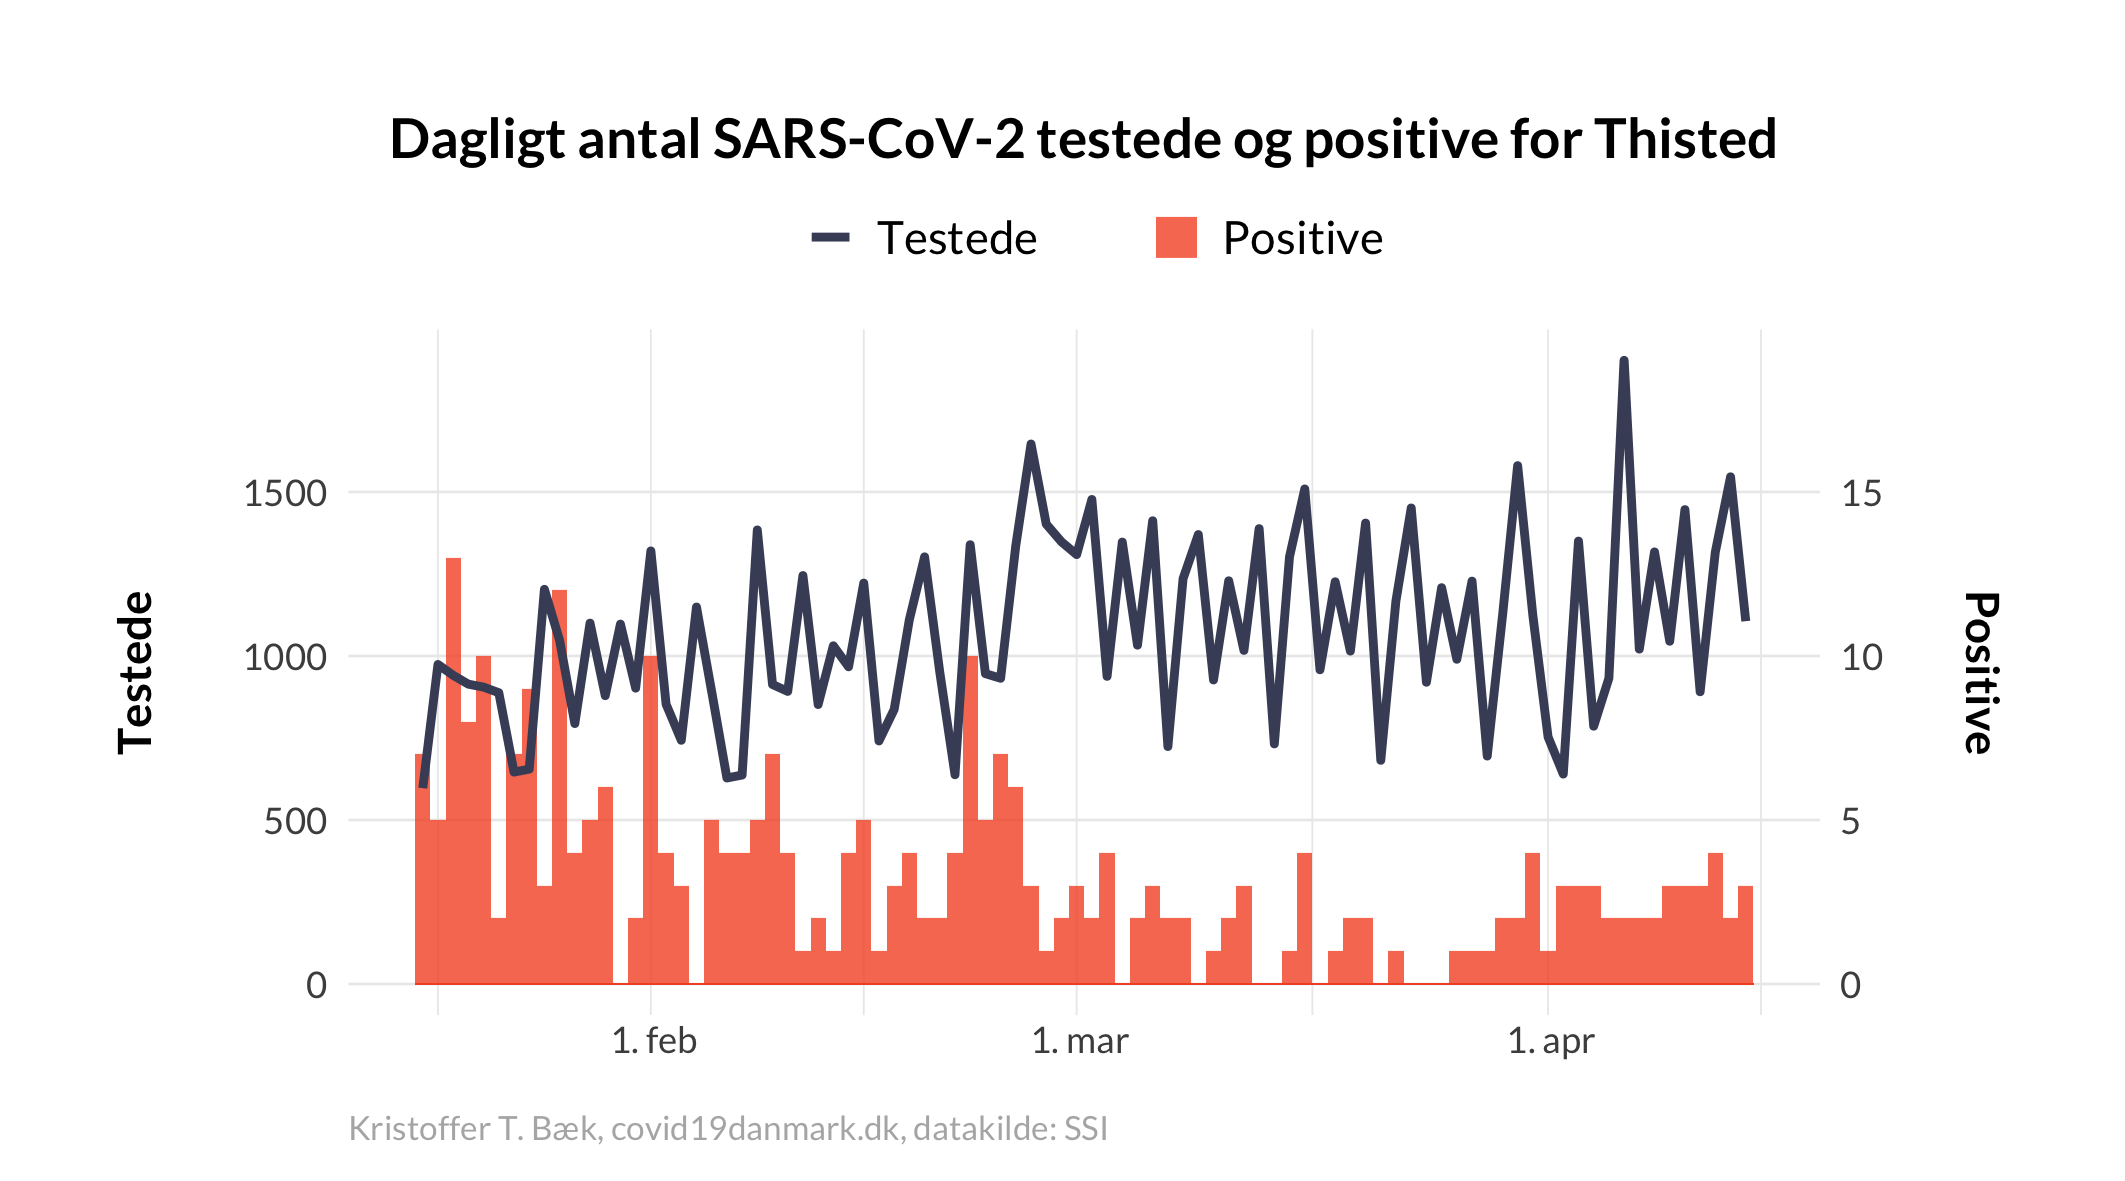 Dagligt antal SARS-CoV-2 testede og positive for Thisted
Testede Positive
Testede
1500
1000
500
0
15
10
5
0
Positive
1. feb 1. mar 1. apr
Kristoffer T. Bæk, covid19danmark.dk, datakilde: SSI